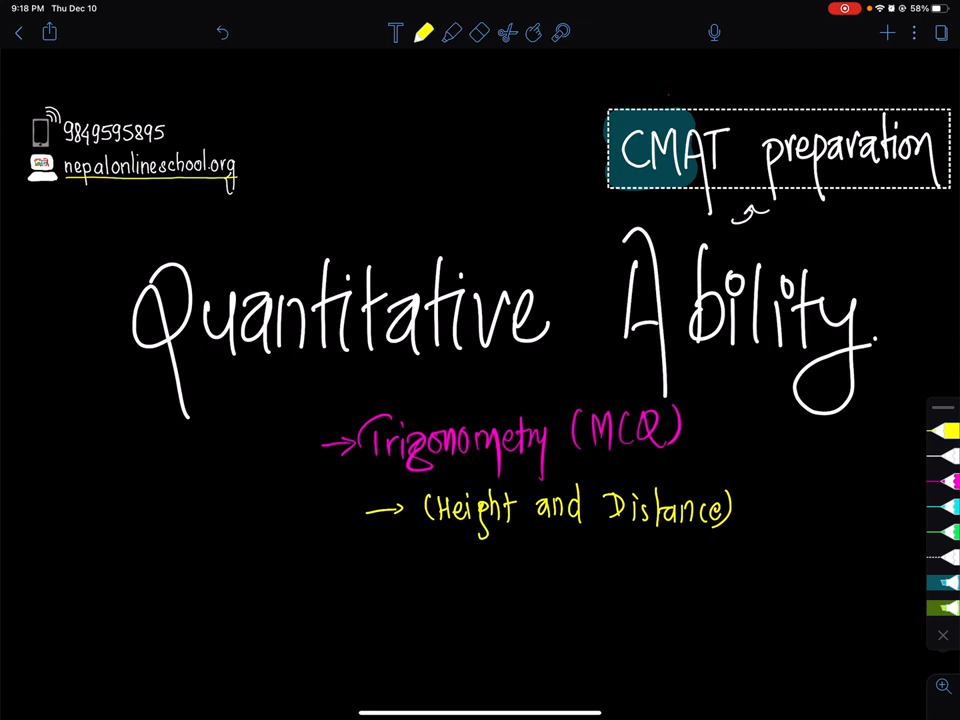 9:18 PM Thu Dec 10
58%
9849595895
nepalonlineschool.org
CMAT preparation
Quantitative Ability.
→ Trigonometry (MCQ)
→ (Height and Distance)